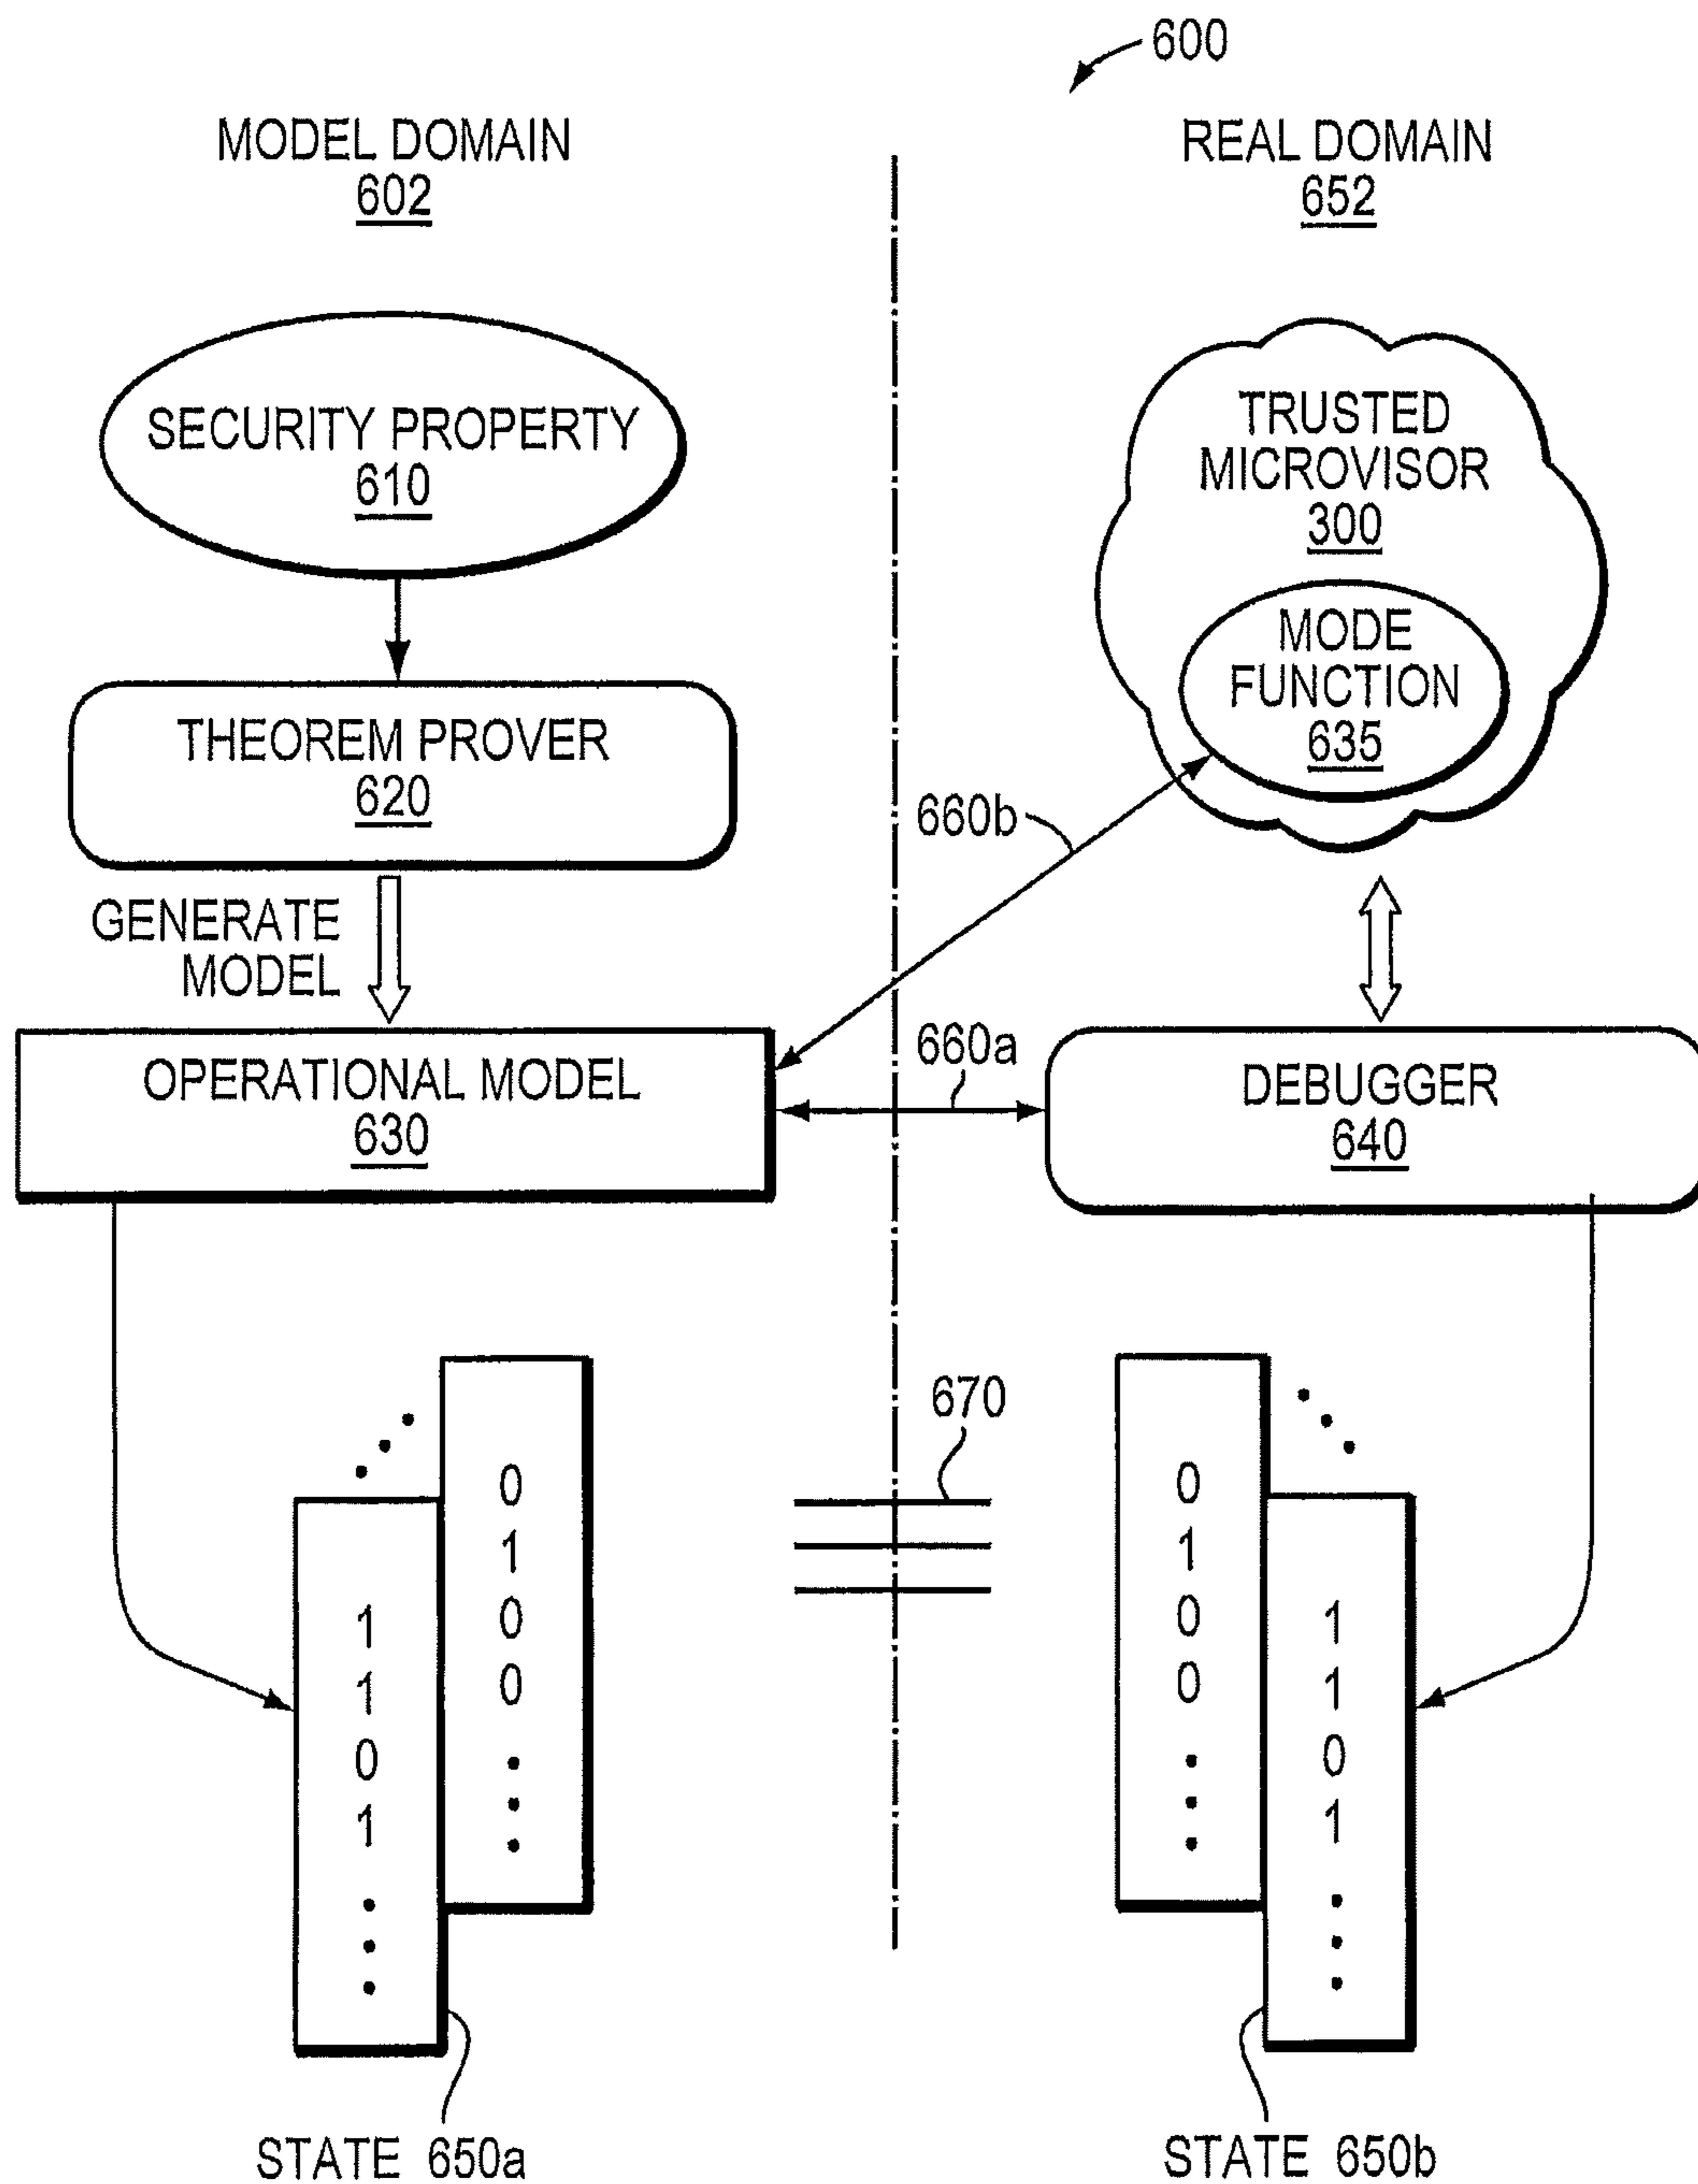 600
MODEL DOMAIN
602
REAL DOMAIN
652
SECURITY PROPERTY
610
TRUSTED
MICROVISOR
300
MODE
FUNCTION
635
THEOREM PROVER
620
660b
GENERATE
MODEL
OPERATIONAL MODEL
630
660a
DEBUGGER
640
670
0
1
0
0
1
1
0
1
0
1
0
0
1
1
0
1
STATE 650a
STATE 650b